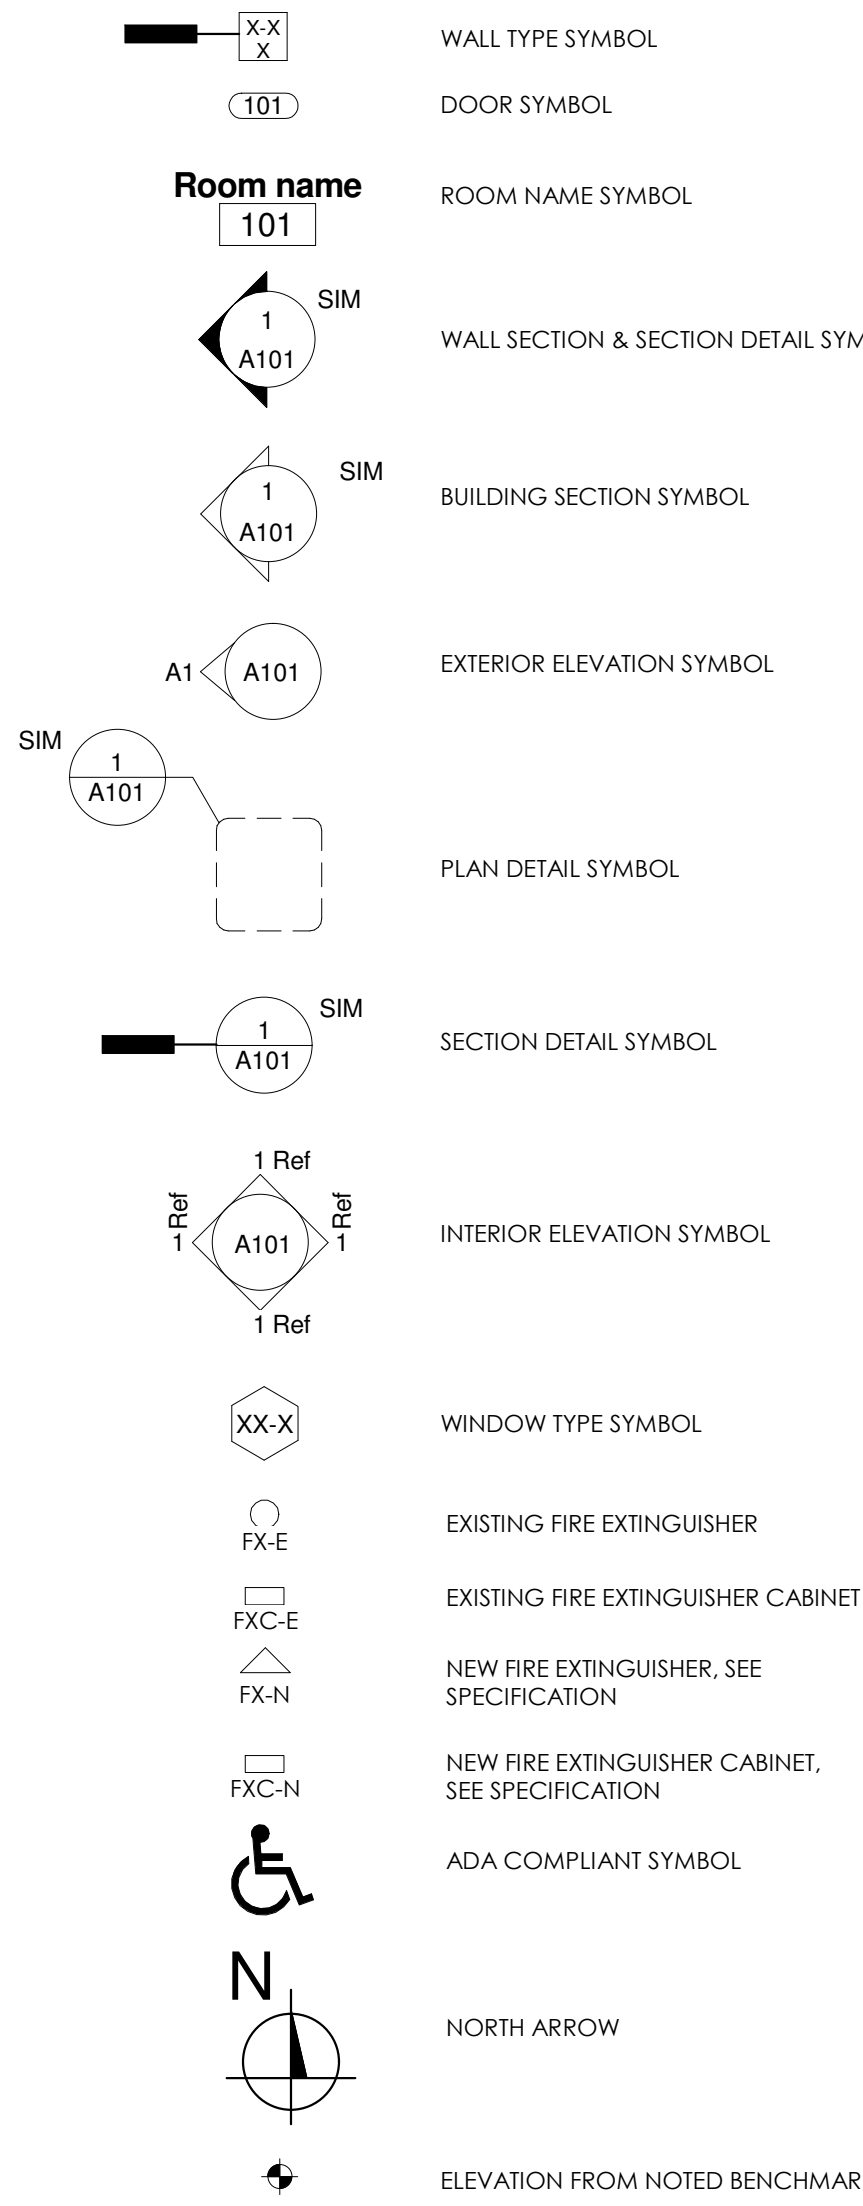 X-X
X
WALL TYPE SYMBOL
101
DOOR SYMBOL
Room name
101
ROOM NAME SYMBOL
SIM
1
A101
WALL SECTION & SECTION DETAIL SYM
SIM
1
A101
BUILDING SECTION SYMBOL
A1
A101
EXTERIOR ELEVATION SYMBOL
SIM
1
A101
PLAN DETAIL SYMBOL
SIM
1
A101
SECTION DETAIL SYMBOL
1 Ref
1 Ref
A101
1 Ref
1 Ref
INTERIOR ELEVATION SYMBOL
XX-X
WINDOW TYPE SYMBOL
FX-E
EXISTING FIRE EXTINGUISHER
FXC-E
EXISTING FIRE EXTINGUISHER CABINET
FX-N
NEW FIRE EXTINGUISHER, SEE
SPECIFICATION
FXC-N
NEW FIRE EXTINGUISHER CABINET,
SEE SPECIFICATION
ADA COMPLIANT SYMBOL
N
NORTH ARROW
ELEVATION FROM NOTED BENCHMAR